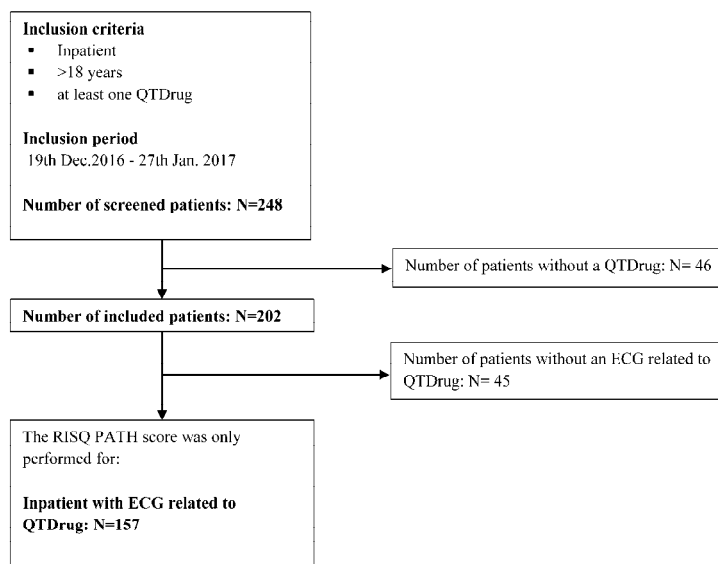 Inclusion criteria
▪ Inpatient
▪ >18 years
▪ at least one QTDrug
Inclusion period
19th Dec.2016 - 27th Jan. 2017
Number of screened patients: N=248
Number of patients without a QTDrug: N= 46
Number of included patients: N=202
Number of patients without an ECG related to
QTDrug: N= 45
The RISQ PATH score was only
performed for:
Inpatient with ECG related to
QTDrug: N=157